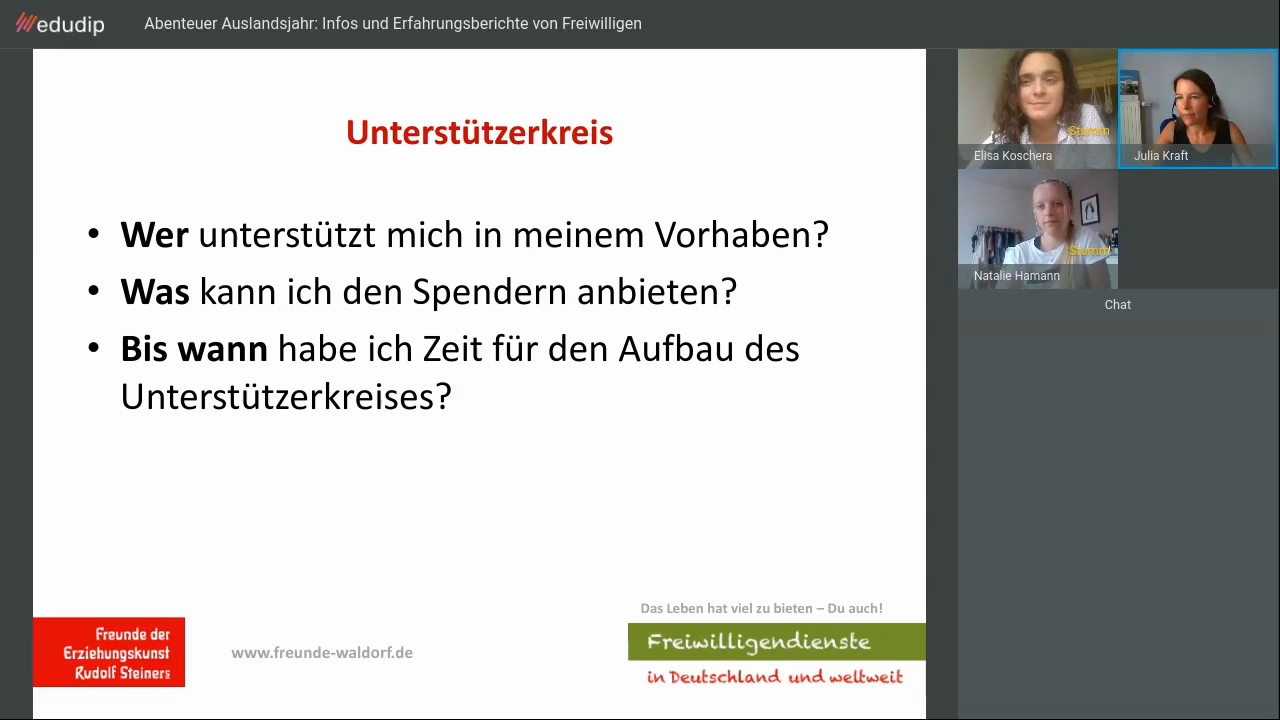 edudip
Abenteuer Auslandsjahr: Infos und Erfahrungsberichte von Freiwilligen
Unterstützerkreis
• Wer unterstützt mich in meinem Vorhaben?
• Was kann ich den Spendern anbieten?
• Bis wann habe ich Zeit für den Aufbau des
Unterstützerkreises?
Das Leben hat viel zu bieten – Du auch!
Freunde der
Erziehungskunst
Rudolf Steiners
www.freunde-waldorf.de
Freiwilligendienste
in Deutschland und weltweit
Stumm
Elisa Koschera
Julia Kraft
Stumm
Natalie Hamann
Chat